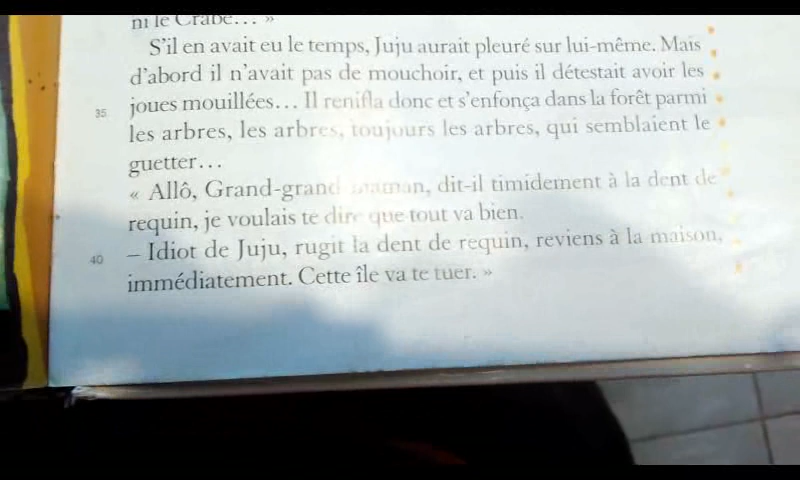 ni le Crabe… »
S'il en avait eu le temps, Juju aurait pleuré sur lui-même. Mais
d'abord il n'avait pas de mouchoir, et puis il détestait avoir les
35 joues mouillées… Il renifla donc et s'enfonça dans la forêt parmi
les arbres, les arbres, toujours les arbres, qui semblaient le
guetter…
« Allô, Grand-grand maman, dit-il timidement à la dent de
requin, je voulais te dire que tout va bien.
40 – Idiot de Juju, rugit la dent de requin, reviens à la maison,
immédiatement. Cette île va te tuer. »